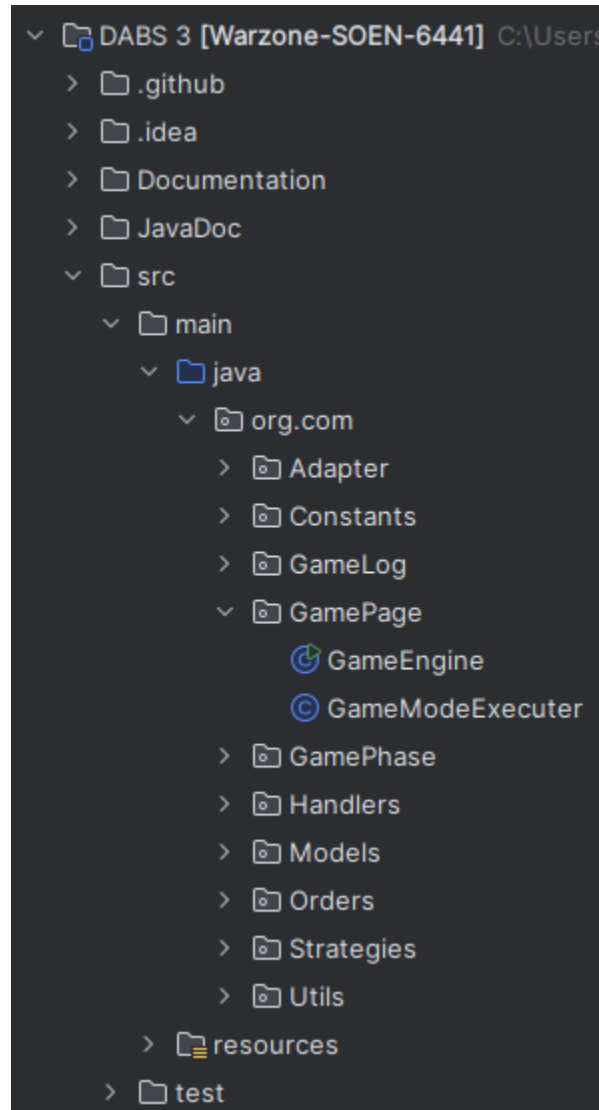 DABS 3 [Warzone-SOEN-6441] C:\Users
.github
.idea
Documentation
JavaDoc
src
main
java
org.com
Adapter
Constants
GameLog
GamePage
GameEngine
GameModeExecuter
GamePhase
Handlers
Models
Orders
Strategies
Utils
resources
test